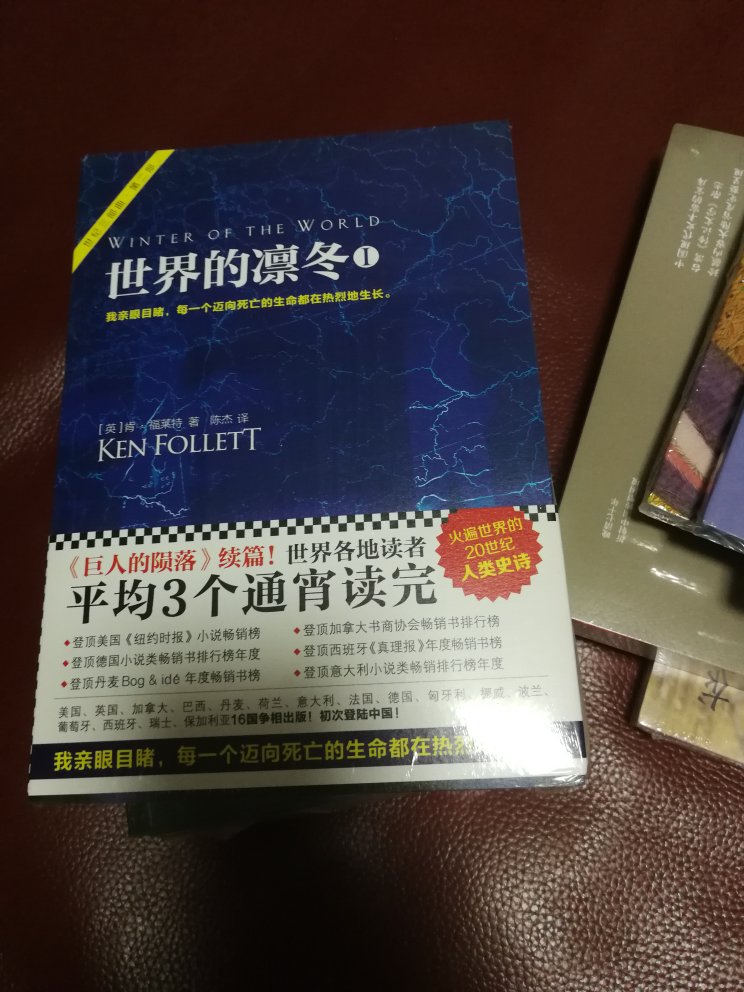 世纪三部曲 第二部
WINTER OF THE WORLD
世界的凛冬1
我亲眼目睹，每一个迈向死亡的生命都在热烈地生长。
[英]肯·福莱特 著 陈杰 译
KEN FOLLETT
《巨人的陨落》续篇！世界各地读者
平均3个通宵读完
火遍世界的
20世纪
人类史诗
◆登顶美国《纽约时报》小说畅销榜
◆登顶德国小说类畅销书排行榜年度
◆登顶丹麦Bog & idé 年度畅销书榜
◆登顶加拿大书商协会畅销书排行榜
◆登顶西班牙《真理报》年度畅销书榜
◆登顶意大利小说类畅销书排行榜年度
美国、英国、加拿大、巴西、丹麦、荷兰、意大利、法国、德国、匈牙利、挪威、波兰、
葡萄牙、西班牙、瑞士、保加利亚16国争相出版！初次登陆中国！
我亲眼目睹，每一个迈向死亡的生命都在热烈